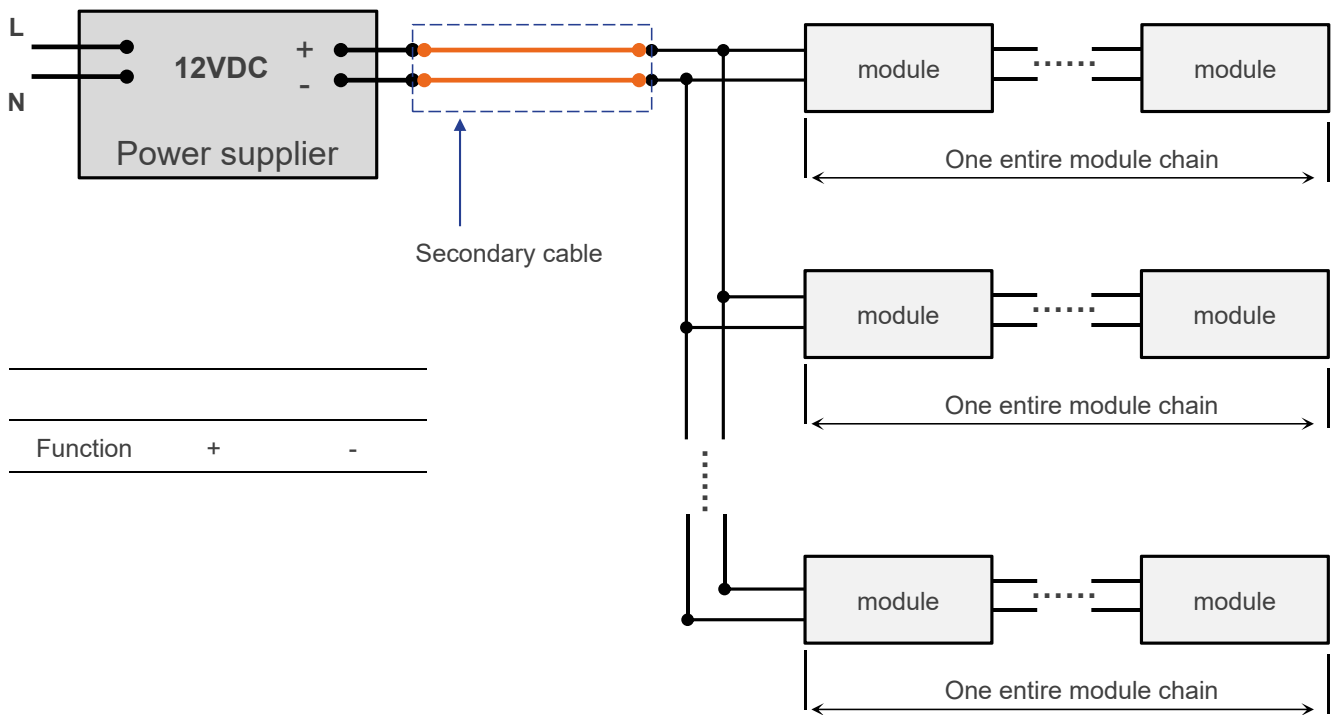 L
N
12VDC
+
-
Power supplier
Secondary cable
module
module
One entire module chain
module
module
One entire module chain
Function + -
module
module
One entire module chain